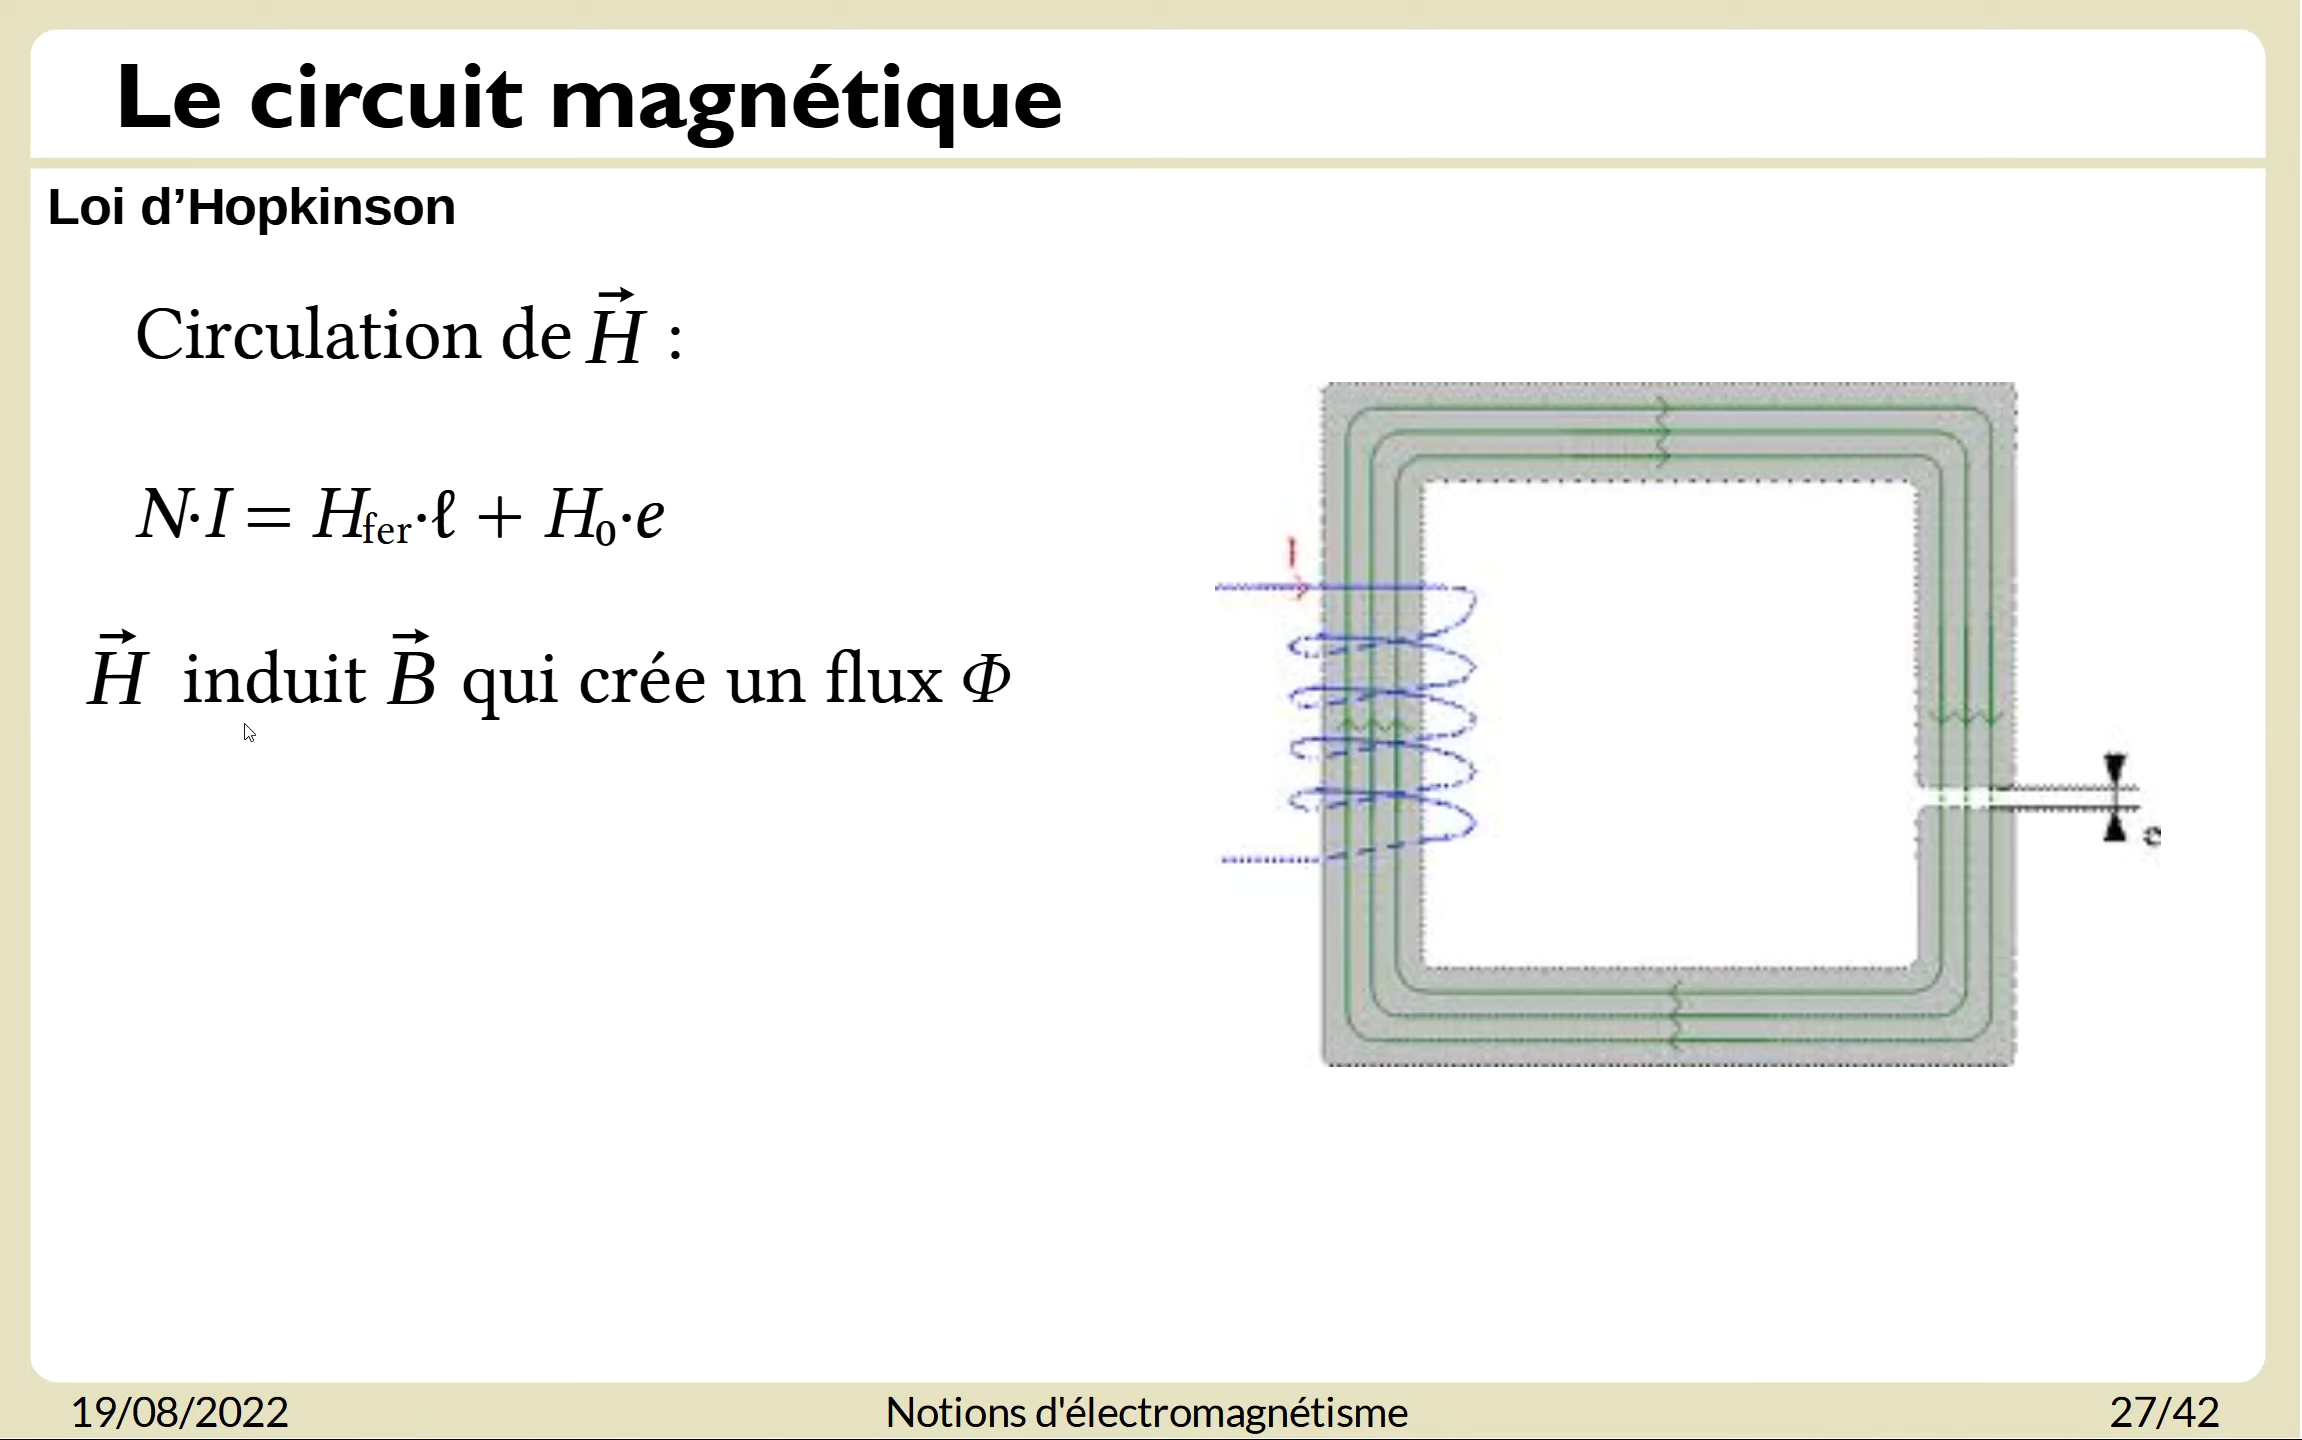 Le circuit magnétique
Loi d’Hopkinson
Circulation de H⃗ :
N·I = H_fer·ℓ + H₀·e
H⃗ induit B⃗ qui crée un flux Φ
I
e
19/08/2022
Notions d'électromagnétisme
27/42